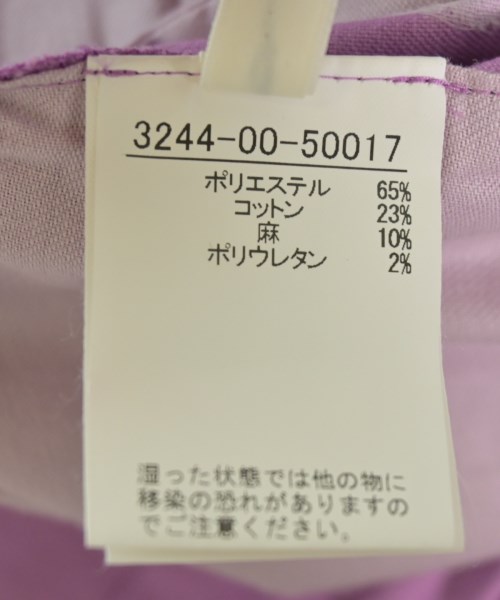 3244-00-50017
ポリエステル 65%
コットン 23%
麻 10%
ポリウレタン 2%
湿った状態では他の物に
移染の恐れがありますの
でご注意ください。